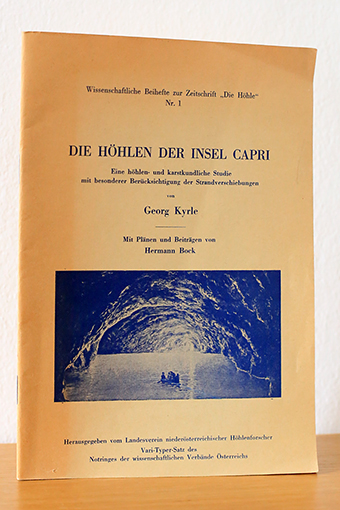 Wissenschaftliche Beihefte zur Zeitschrift „Die Höhle"
Nr. 1
DIE HÖHLEN DER INSEL CAPRI
Eine höhlen- und karstkundliche Studie
mit besonderer Berücksichtigung der Strandverschiebungen
von
Georg Kyrle
Mit Plänen und Beiträgen von
Hermann Bock
Herausgegeben vom Landesverein niederösterreichischer Höhlenforscher
Vari-Typer-Satz des
Notringes der wissenschaftlichen Verbände Österreichs